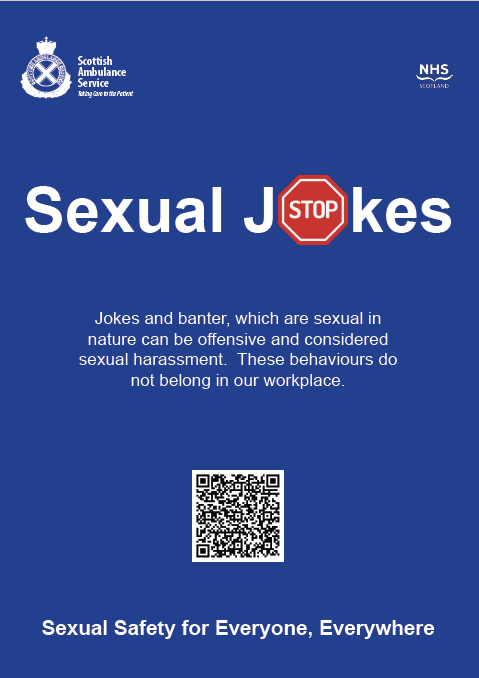 Scottish
Ambulance
Service
Taking Care to the Patient
NHS
SCOTLAND
Sexual J STOP kes
Jokes and banter, which are sexual in
nature can be offensive and considered
sexual harassment.  These behaviours do
not belong in our workplace.
Sexual Safety for Everyone, Everywhere